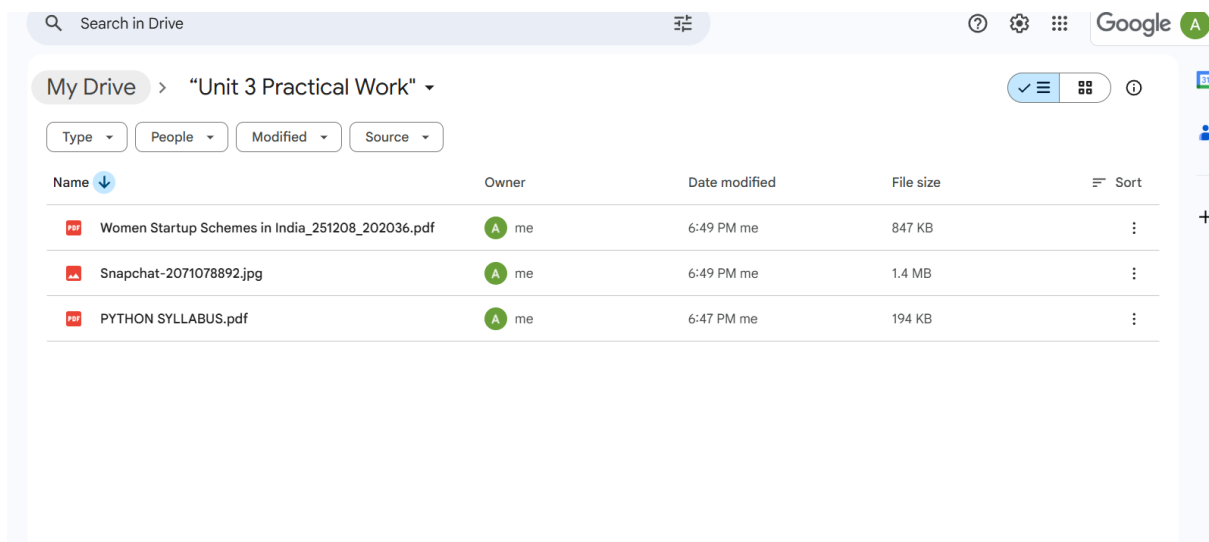 Search in Drive
Google A
My Drive > “Unit 3 Practical Work"
Type People Modified Source
Name Owner Date modified File size Sort
PDF Women Startup Schemes in India_251208_202036.pdf A me 6:49 PM me 847 KB
Snapchat-2071078892.jpg A me 6:49 PM me 1.4 MB
PDF PYTHON SYLLABUS.pdf A me 6:47 PM me 194 KB
31